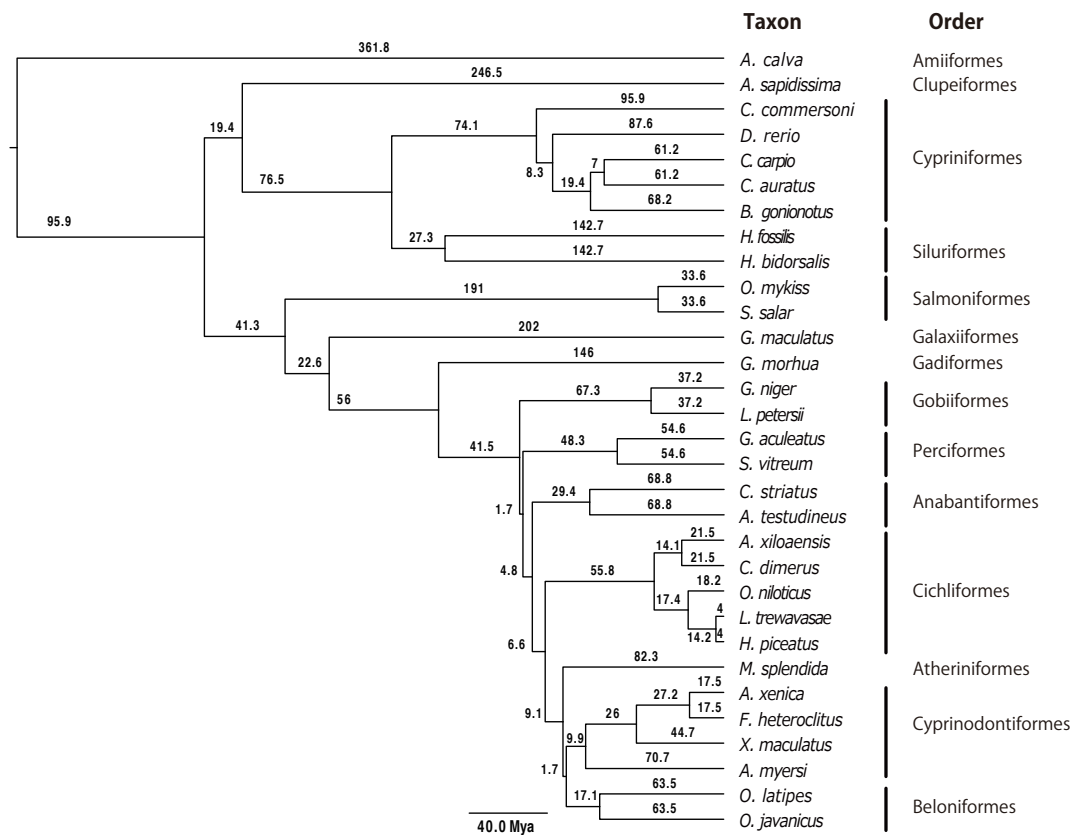 Taxon Order
361.8 A. calva Amiiformes
246.5 A. sapidissima Clupeiformes
95.9 C. commersoni
19.4 74.1 87.6 D. rerio
7 61.2 C. carpio Cypriniformes
8.3 19.4 61.2 C. auratus
76.5 68.2 B. gonionotus
95.9 27.3 142.7 H. fossilis
142.7 H. bidorsalis Siluriformes
33.6 O. mykiss
191 33.6 S. salar Salmoniformes
41.3 202 G. maculatus Galaxiiformes
22.6 146 G. morhua Gadiformes
56 67.3 37.2 G. niger
37.2 L. petersii Gobiiformes
41.5 48.3 54.6 G. aculeatus
54.6 S. vitreum Perciformes
29.4 68.8 C. striatus
1.7 68.8 A. testudineus Anabantiformes
14.1 21.5 A. xiloaensis
4.8 55.8 21.5 C. dimerus
17.4 18.2 O. niloticus Cichliformes
4 L. trewavasae
6.6 14.2 4 H. piceatus
82.3 M. splendida Atheriniformes
27.2 17.5 A. xenica
9.1 26 17.5 F. heteroclitus Cyprinodontiformes
9.9 44.7 X. maculatus
1.7 70.7 A. myersi
17.1 63.5 O. latipes
63.5 O. javanicus Beloniformes
40.0 Mya